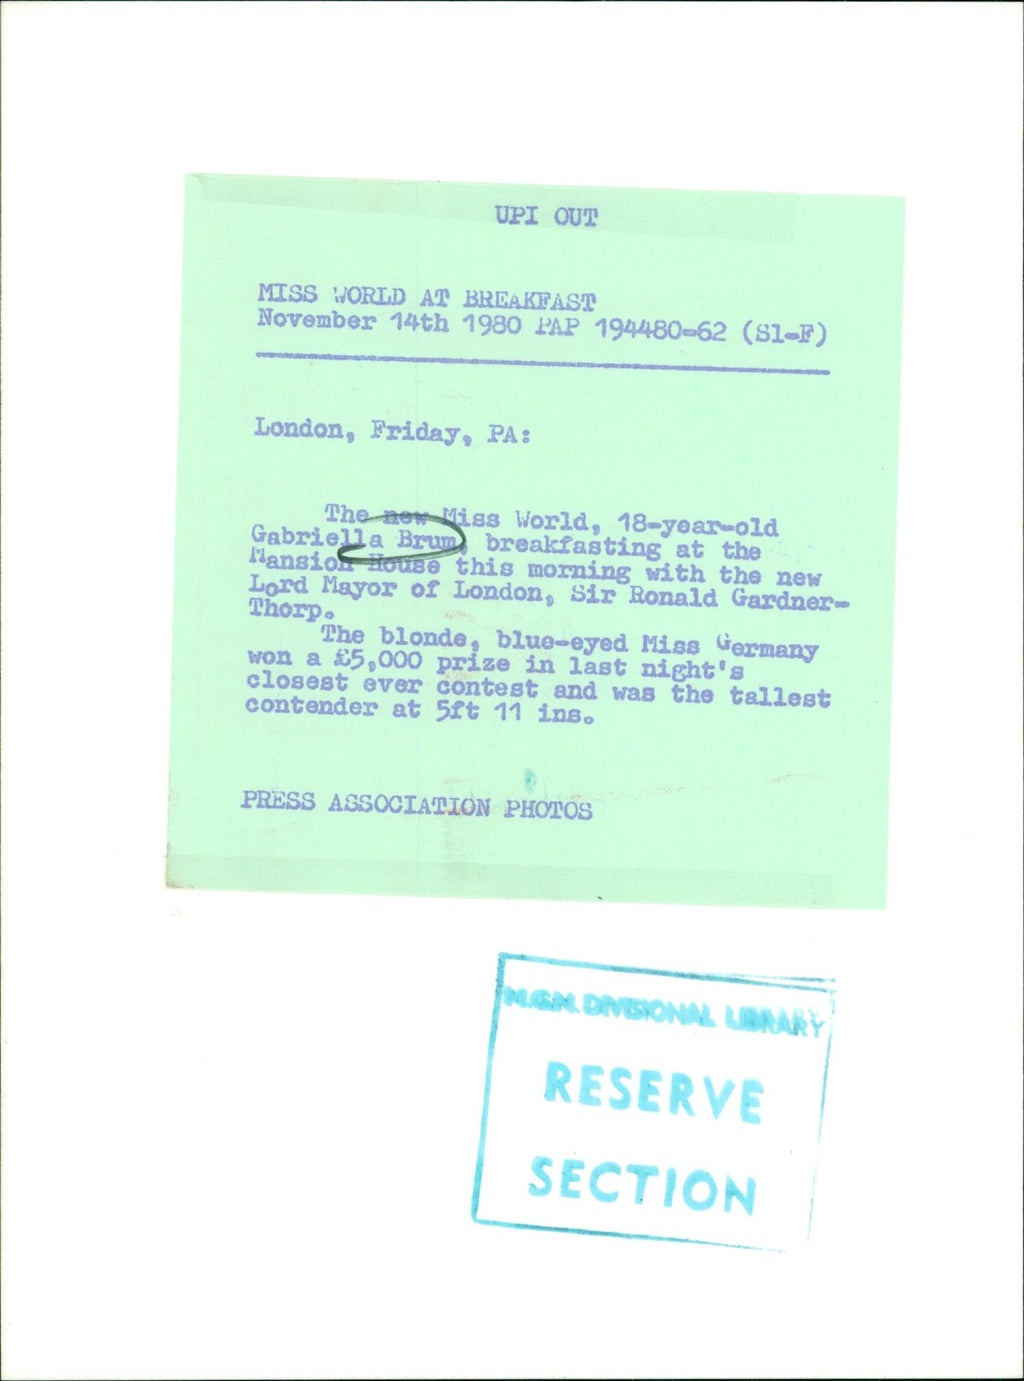 UPI OUT
MISS WORLD AT BREAKFAST
November 14th 1980 PAP 194480-62 (S1-F)
London, Friday, PA:
The new Miss World, 18-year-old
Gabriella Brum, breakfasting at the
Mansion House this morning with the new
Lord Mayor of London, Sir Ronald Gardner-
Thorp.
The blonde, blue-eyed Miss Germany
won a £5,000 prize in last night's
closest ever contest and was the tallest
contender at 5ft 11 ins.
PRESS ASSOCIATION PHOTOS
M.G.N. DIVISIONAL LIBRARY
RESERVE
SECTION